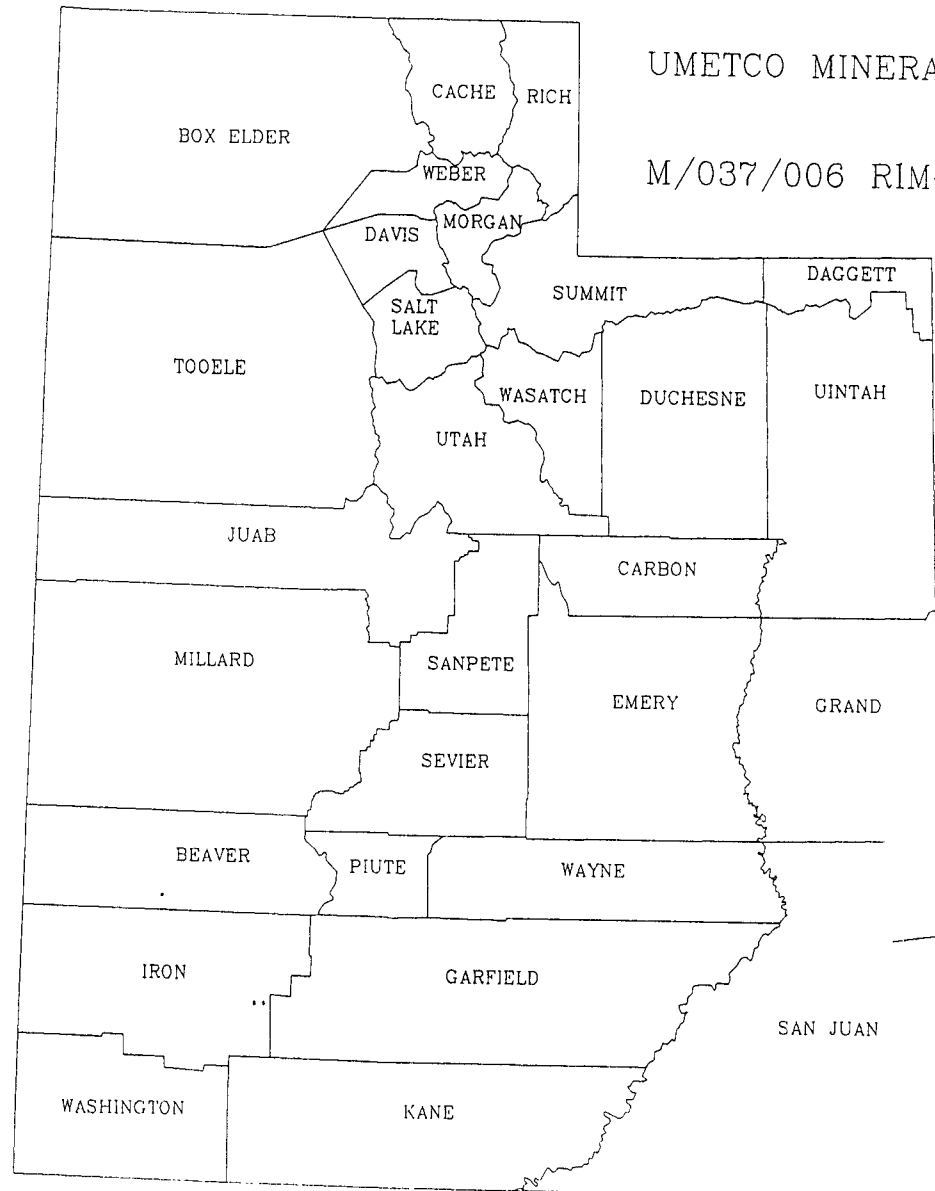 UMETCO MINERA
CACHE
RICH
BOX ELDER
M/037/006 RIM
WEBER
MORGAN
DAVIS
DAGGETT
SUMMIT
SALT
LAKE
TOOELE
WASATCH
DUCHESNE
UINTAH
UTAH
JUAB
CARBON
MILLARD
SANPETE
EMERY
GRAND
SEVIER
BEAVER
PIUTE
WAYNE
IRON
GARFIELD
SAN JUAN
WASHINGTON
KANE